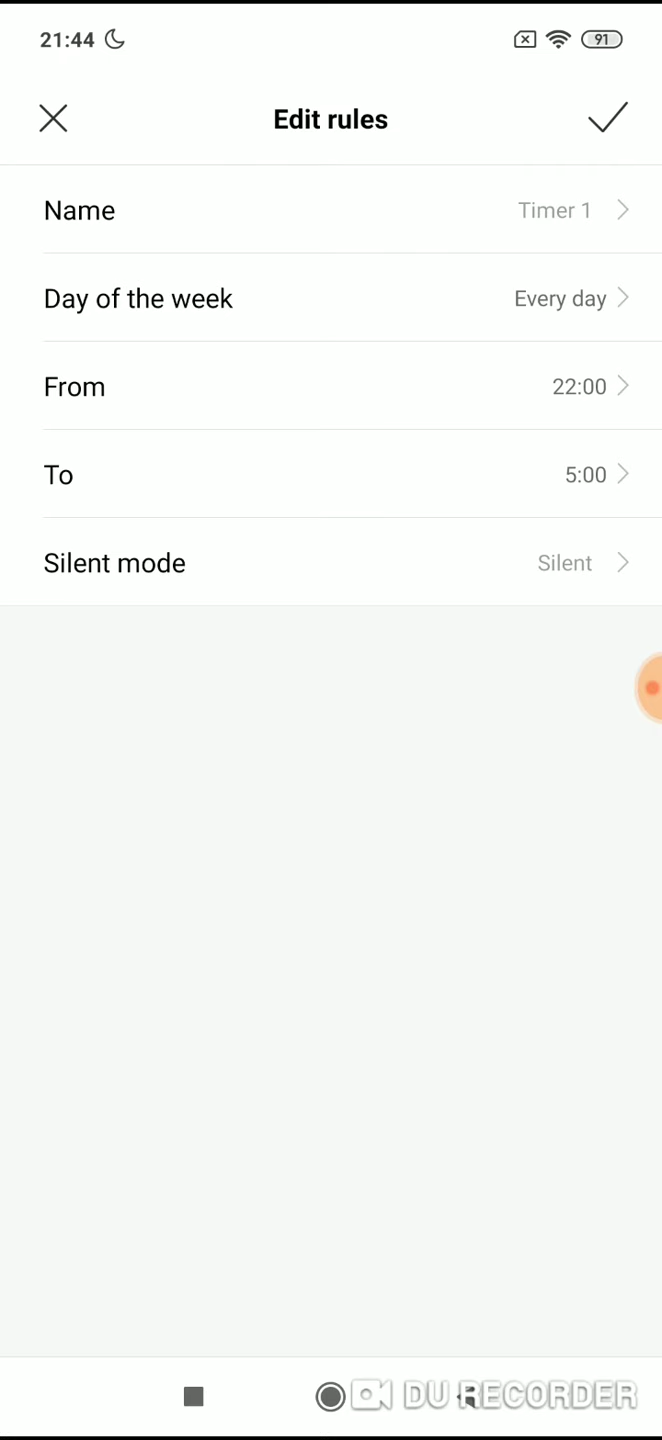 21:44
91
Edit rules
Name
Timer 1
Day of the week
Every day
From
22:00
To
5:00
Silent mode
Silent
DU RECORDER